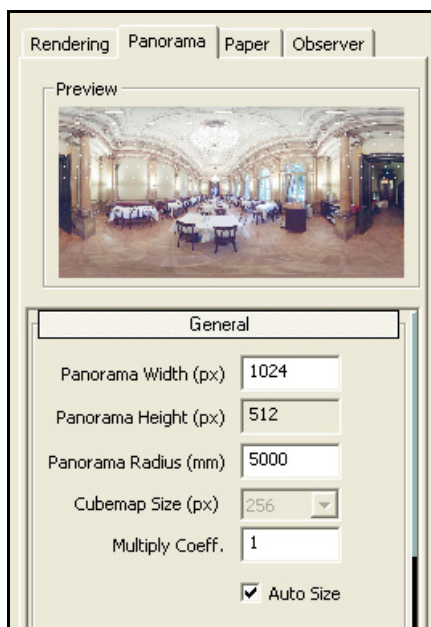 Rendering Panorama Paper Observer
Preview
General
Panorama Width (px) 1024
Panorama Height (px) 512
Panorama Radius (mm) 5000
Cubemap Size (px) 256
Multiply Coeff. 1
Auto Size